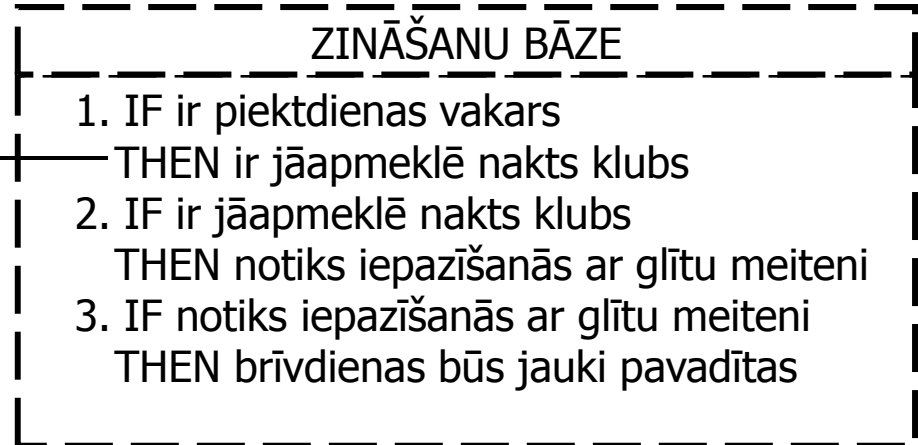 ZINĀŠANU BĀZE
1. IF ir piektdienas vakars
THEN ir jāapmeklē nakts klubs
2. IF ir jāapmeklē nakts klubs
THEN notiks iepazīšanās ar glītu meiteni
3. IF notiks iepazīšanās ar glītu meiteni
THEN brīvdienas būs jauki pavadītas